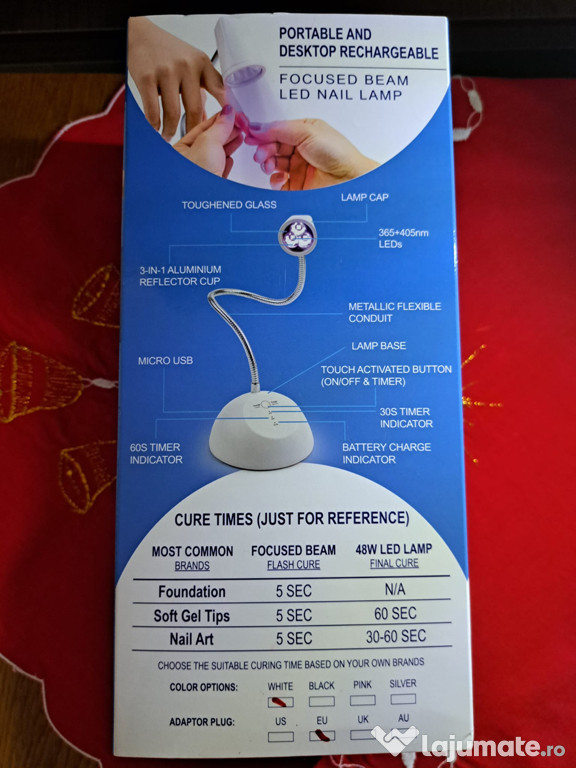 PORTABLE AND
DESKTOP RECHARGEABLE
FOCUSED BEAM
LED NAIL LAMP
LAMP CAP
TOUGHENED GLASS
365+405nm
LEDs
3-IN-1 ALUMINIUM
REFLECTOR CUP
METALLIC FLEXIBLE
CONDUIT
LAMP BASE
MICRO USB
TOUCH ACTIVATED BUTTON
(ON/OFF & TIMER)
30S TIMER
INDICATOR
60S TIMER
INDICATOR
BATTERY CHARGE
INDICATOR
CURE TIMES (JUST FOR REFERENCE)
MOST COMMON FOCUSED BEAM 48W LED LAMP
BRANDS FLASH CURE FINAL CURE
Foundation 5 SEC N/A
Soft Gel Tips 5 SEC 60 SEC
Nail Art 5 SEC 30-60 SEC
CHOOSE THE SUITABLE CURING TIME BASED ON YOUR OWN BRANDS
COLOR OPTIONS: WHITE BLACK PINK SILVER
ADAPTOR PLUG: US EU UK AU
lajumate.ro